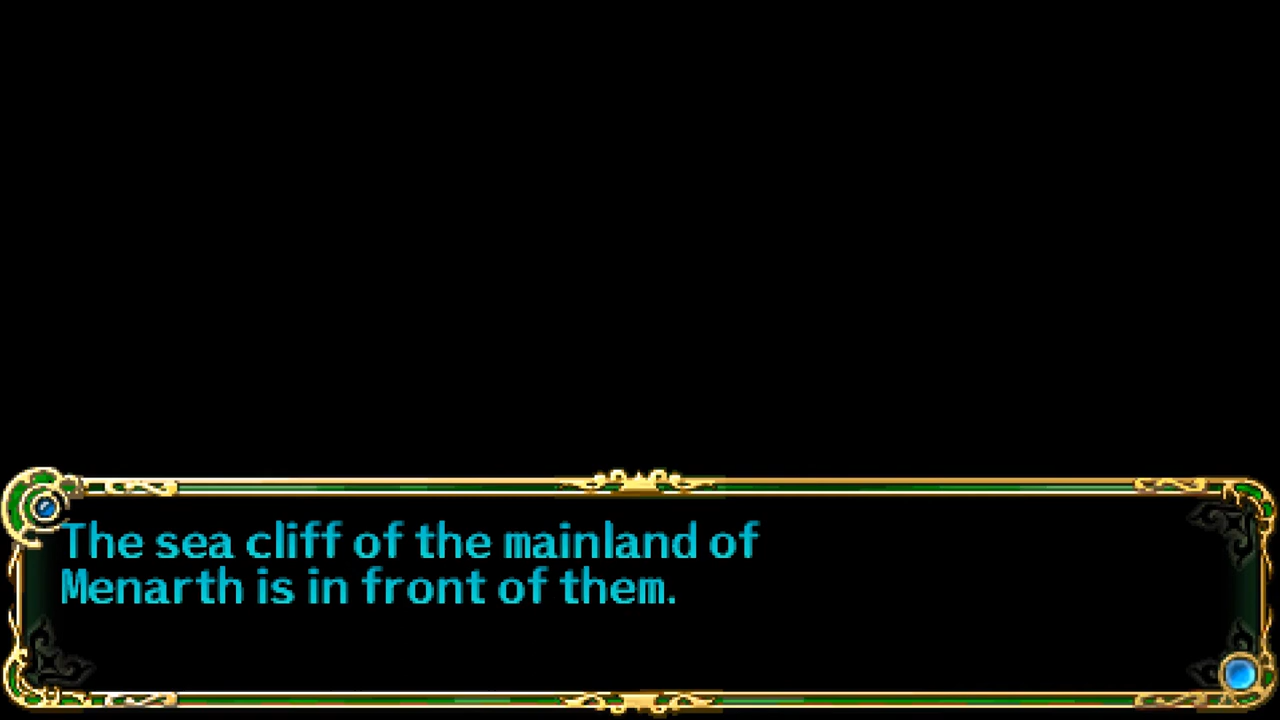 The sea cliff of the mainland of
Menarth is in front of them.